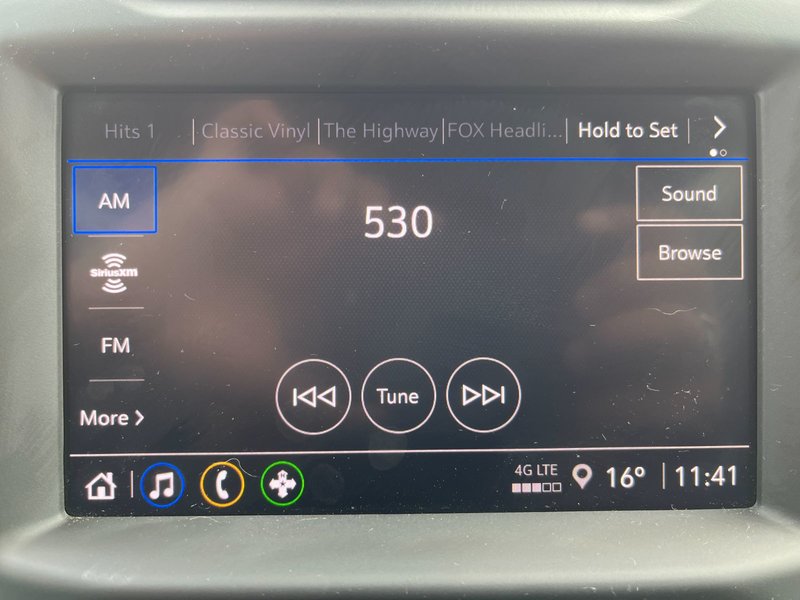 Hits 1 Classic Vinyl The Highway FOX Headli... Hold to Set
AM
530
Sound
SiriusXM
Browse
FM
Tune
More
4G LTE
16° 11:41